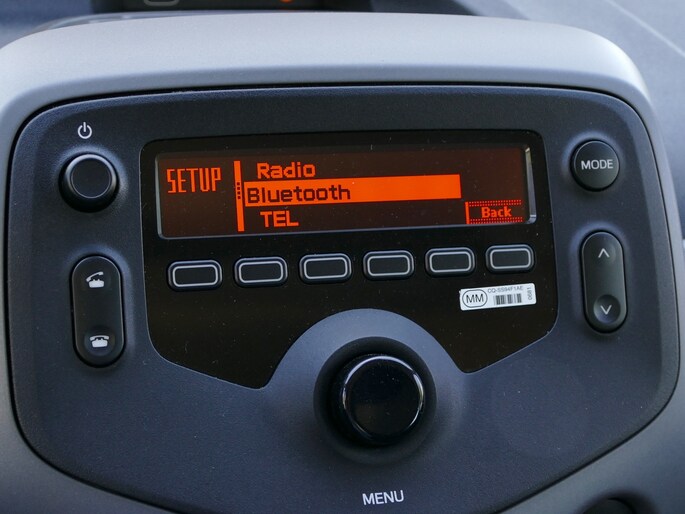 SETUP
Radio
Bluetooth
TEL
Back
MODE
MM
MENU